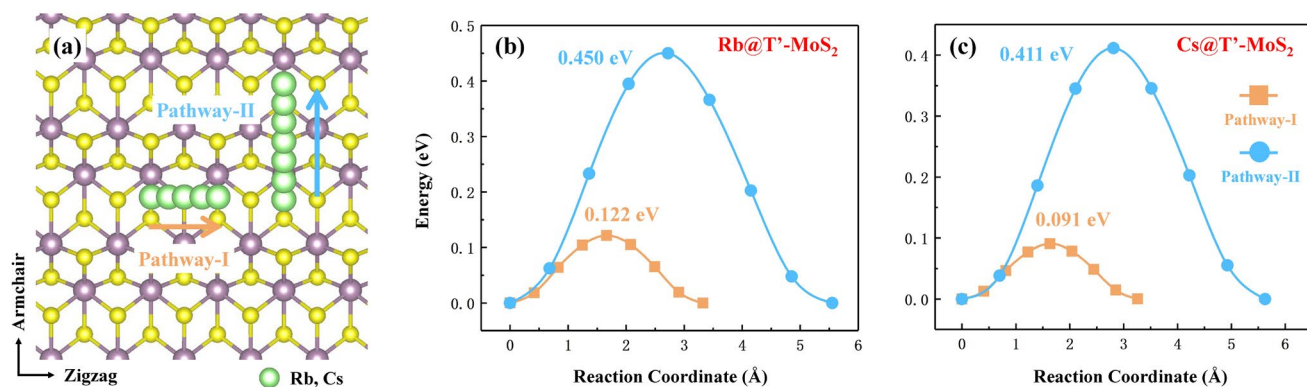 (a)
Pathway-II
Pathway-I
Armchair
Zigzag
Rb, Cs
(b)
Rb@T’-MoS₂
0.450 eV
0.122 eV
Energy (eV)
0.5
0.4
0.3
0.2
0.1
0.0
0 1 2 3 4 5 6
Reaction Coordinate (Å)
(c)
Cs@T’-MoS₂
0.411 eV
0.091 eV
Pathway-I
Pathway-II
0.4
0.3
0.2
0.1
0.0
0 1 2 3 4 5 6
Reaction Coordinate (Å)